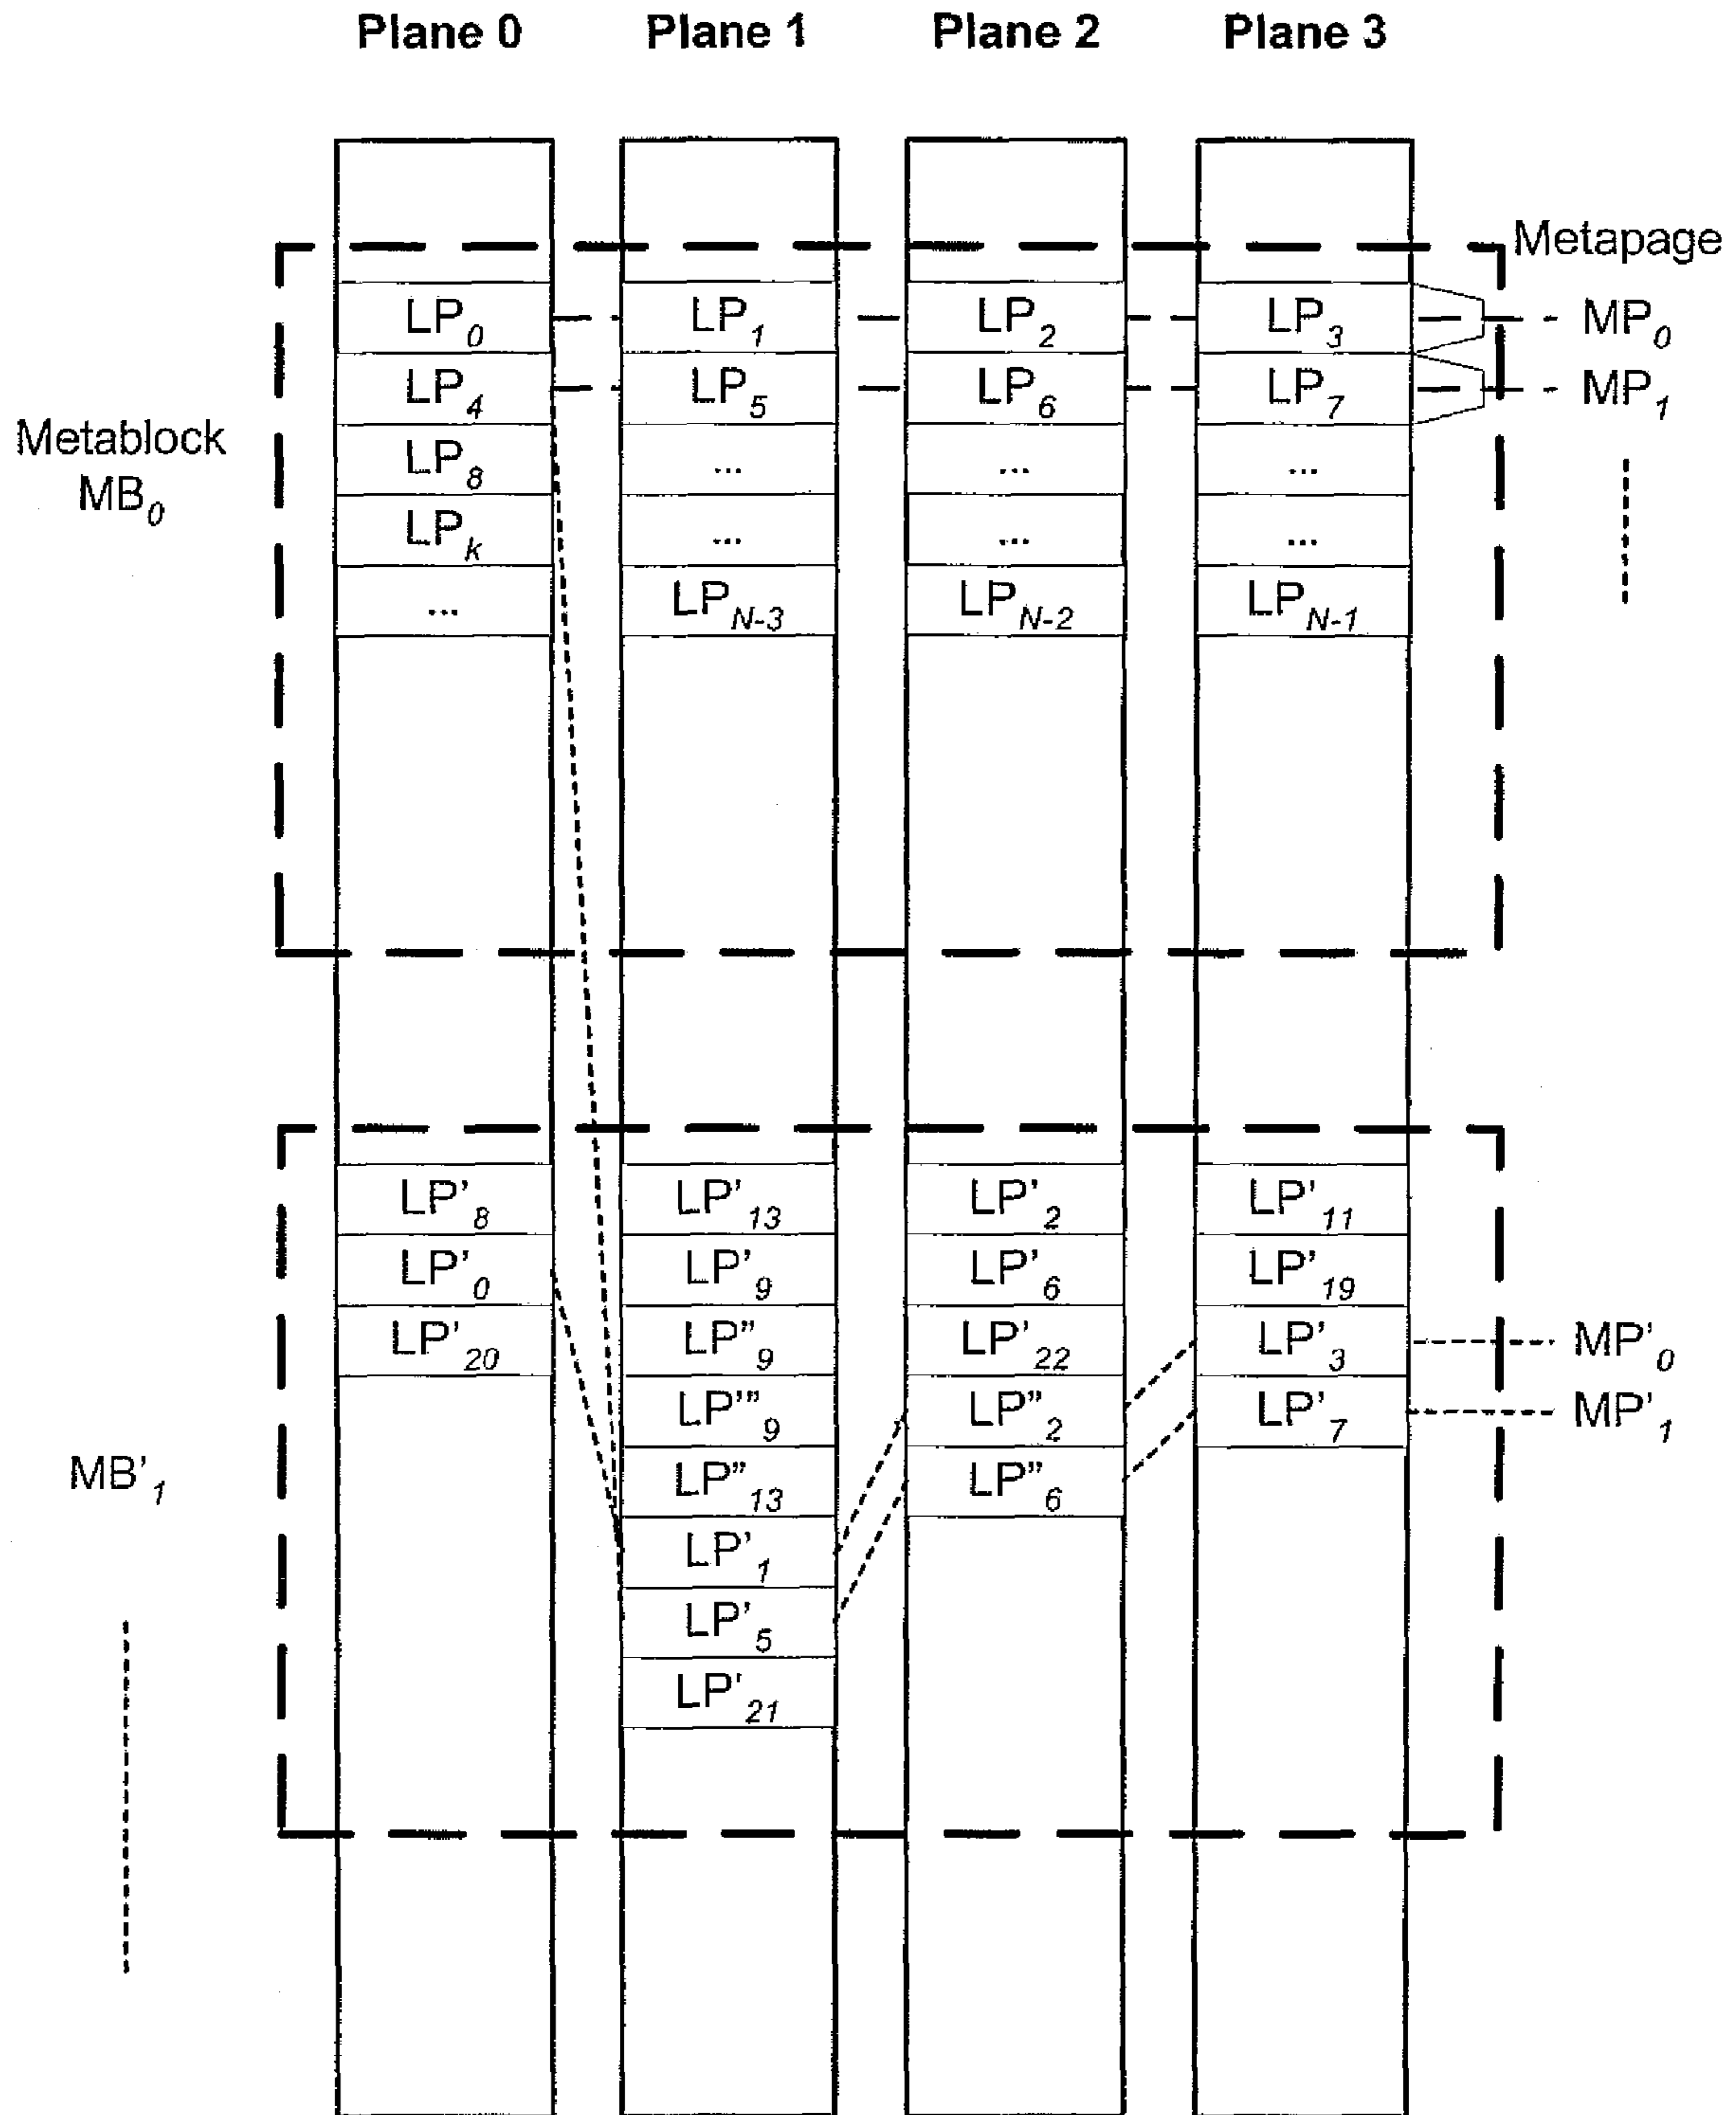 Plane 0 Plane 1 Plane 2 Plane 3
Metapage
LP0 LP1 LP2 LP3 MP0
LP4 LP5 LP6 LP7 MP1
Metablock
MB0
LP8 ... ... ...
LPk ... ... ...
... LPN-3 LPN-2 LPN-1
LP'8 LP'13 LP'2 LP'11
LP'0 LP'9 LP'6 LP'19
LP'20 LP"9 LP'22 LP'3 MP'0
LP'"9 LP"2 LP'7 MP'1
MB'1
LP"13 LP"6
LP'1
LP'5
LP'21